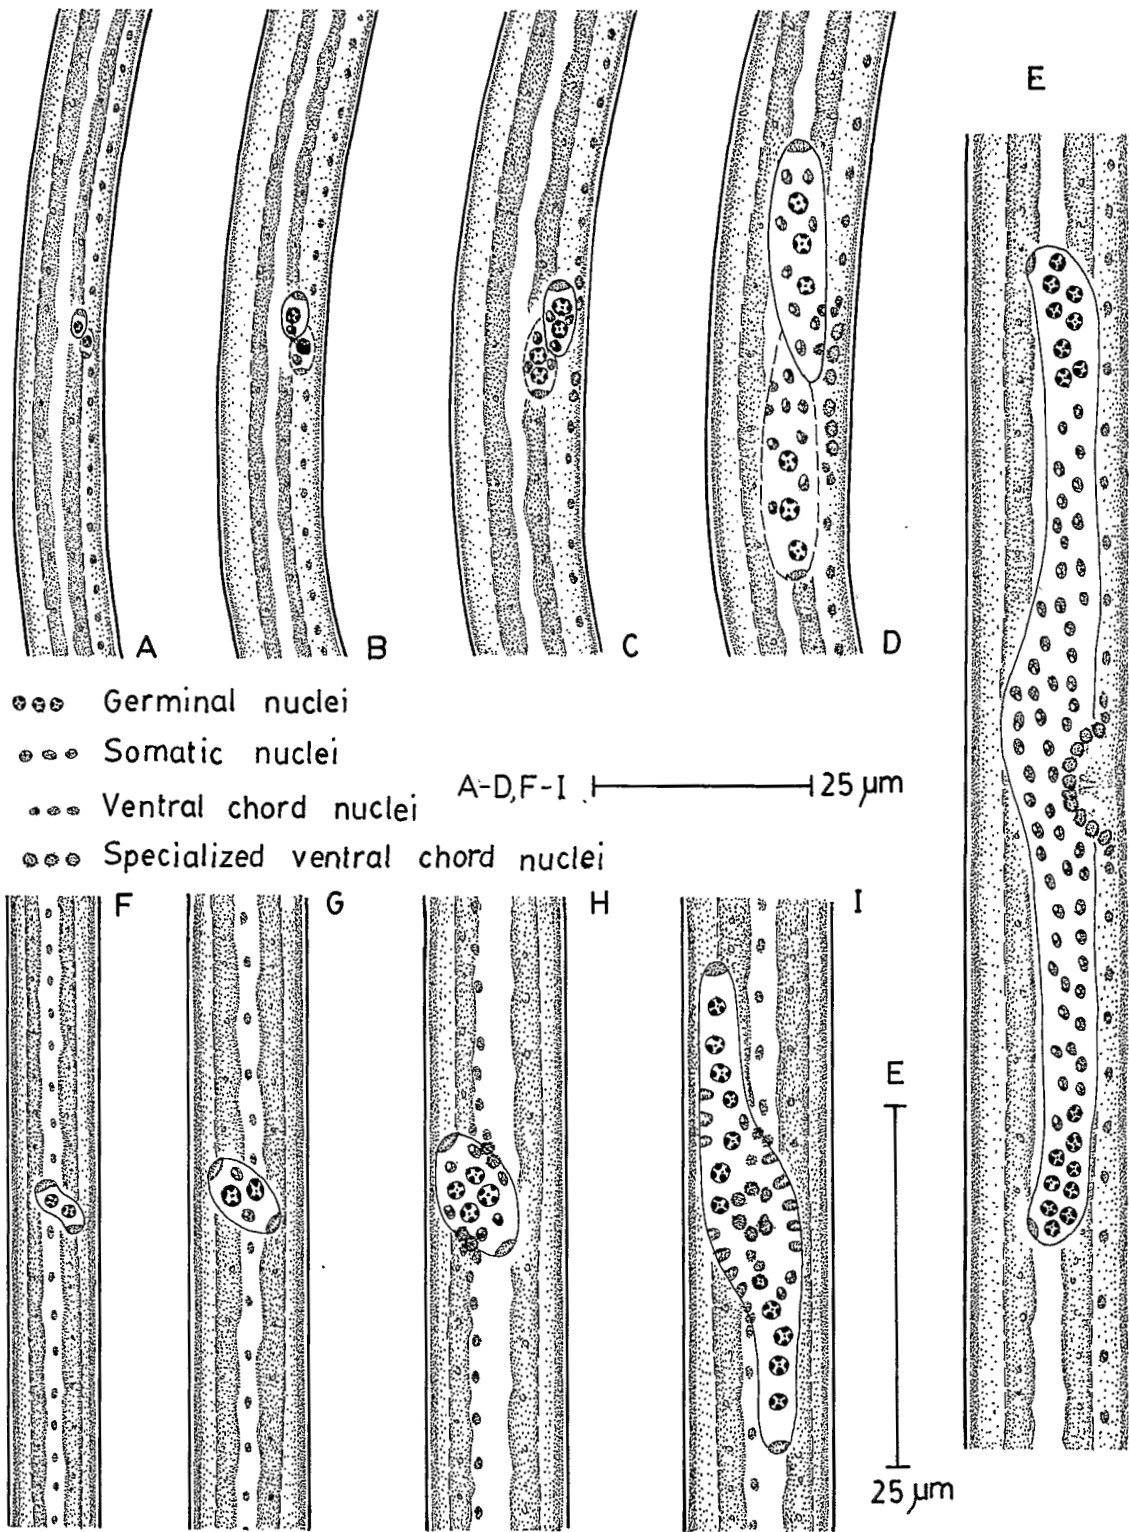 E
A
B
C
D
Germinal nuclei
Somatic nuclei
Ventral chord nuclei
Specialized ventral chord nuclei
A-D,F-I
25 µm
F
G
H
I
E
25 µm